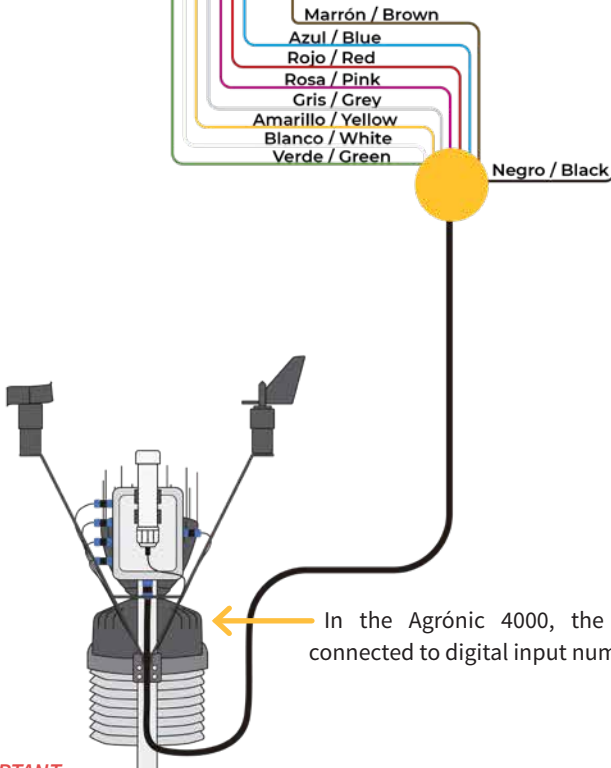 Marrón / Brown
Azul / Blue
Rojo / Red
Rosa / Pink
Gris / Grey
Amarillo / Yellow
Blanco / White
Verde / Green
Negro / Black
In the Agrónic 4000, the
connected to digital input